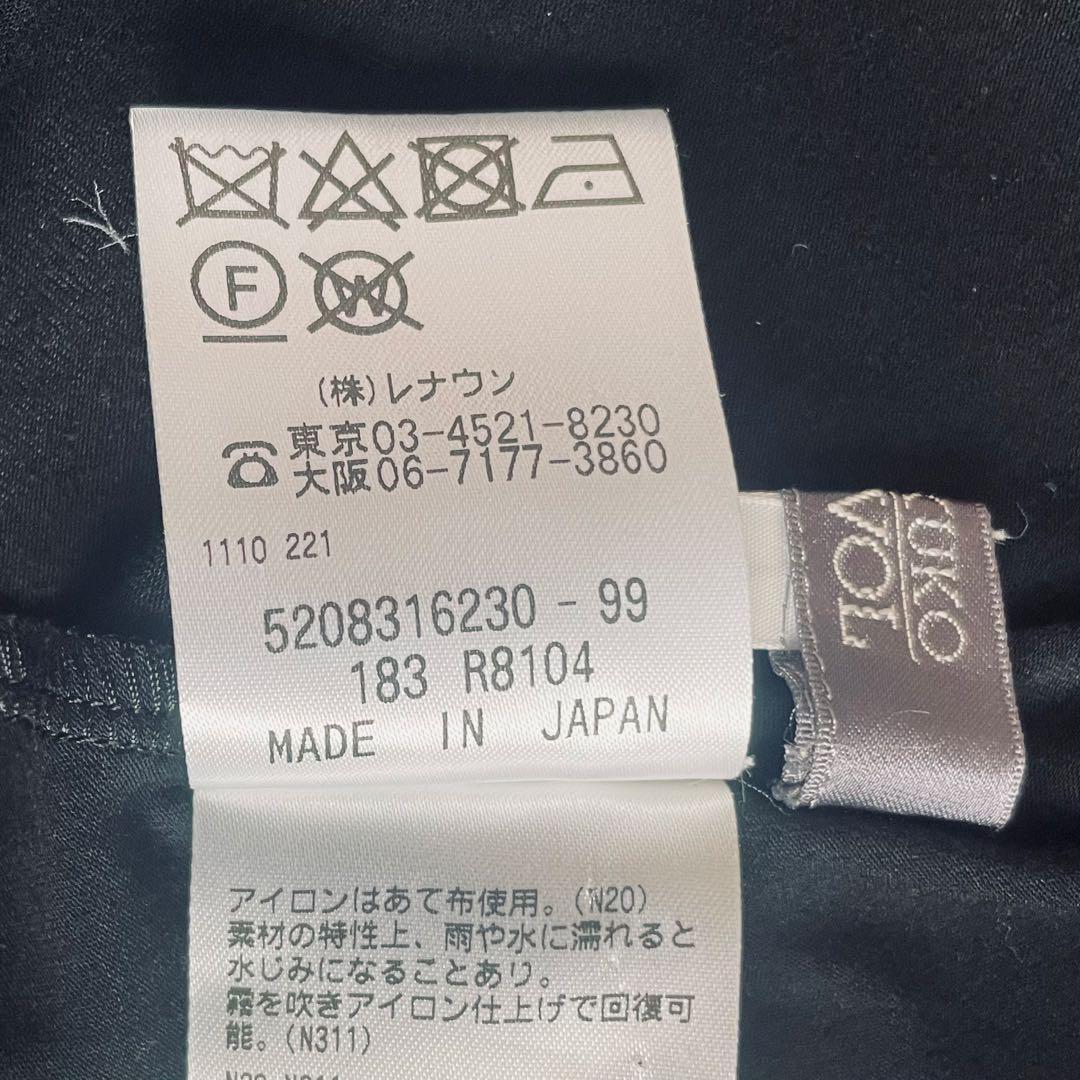 F
W
(株)レナウン
東京03-4521-8230
大阪06-7177-3860
1110 221
5208316230 - 99
183 R8104
MADE IN JAPAN
アイロンはあて布使用。(N20)
素材の特性上、雨や水に濡れると
水じみになることあり。
霧を吹きアイロン仕上げで回復可
能。(N311)
UKO
VOL